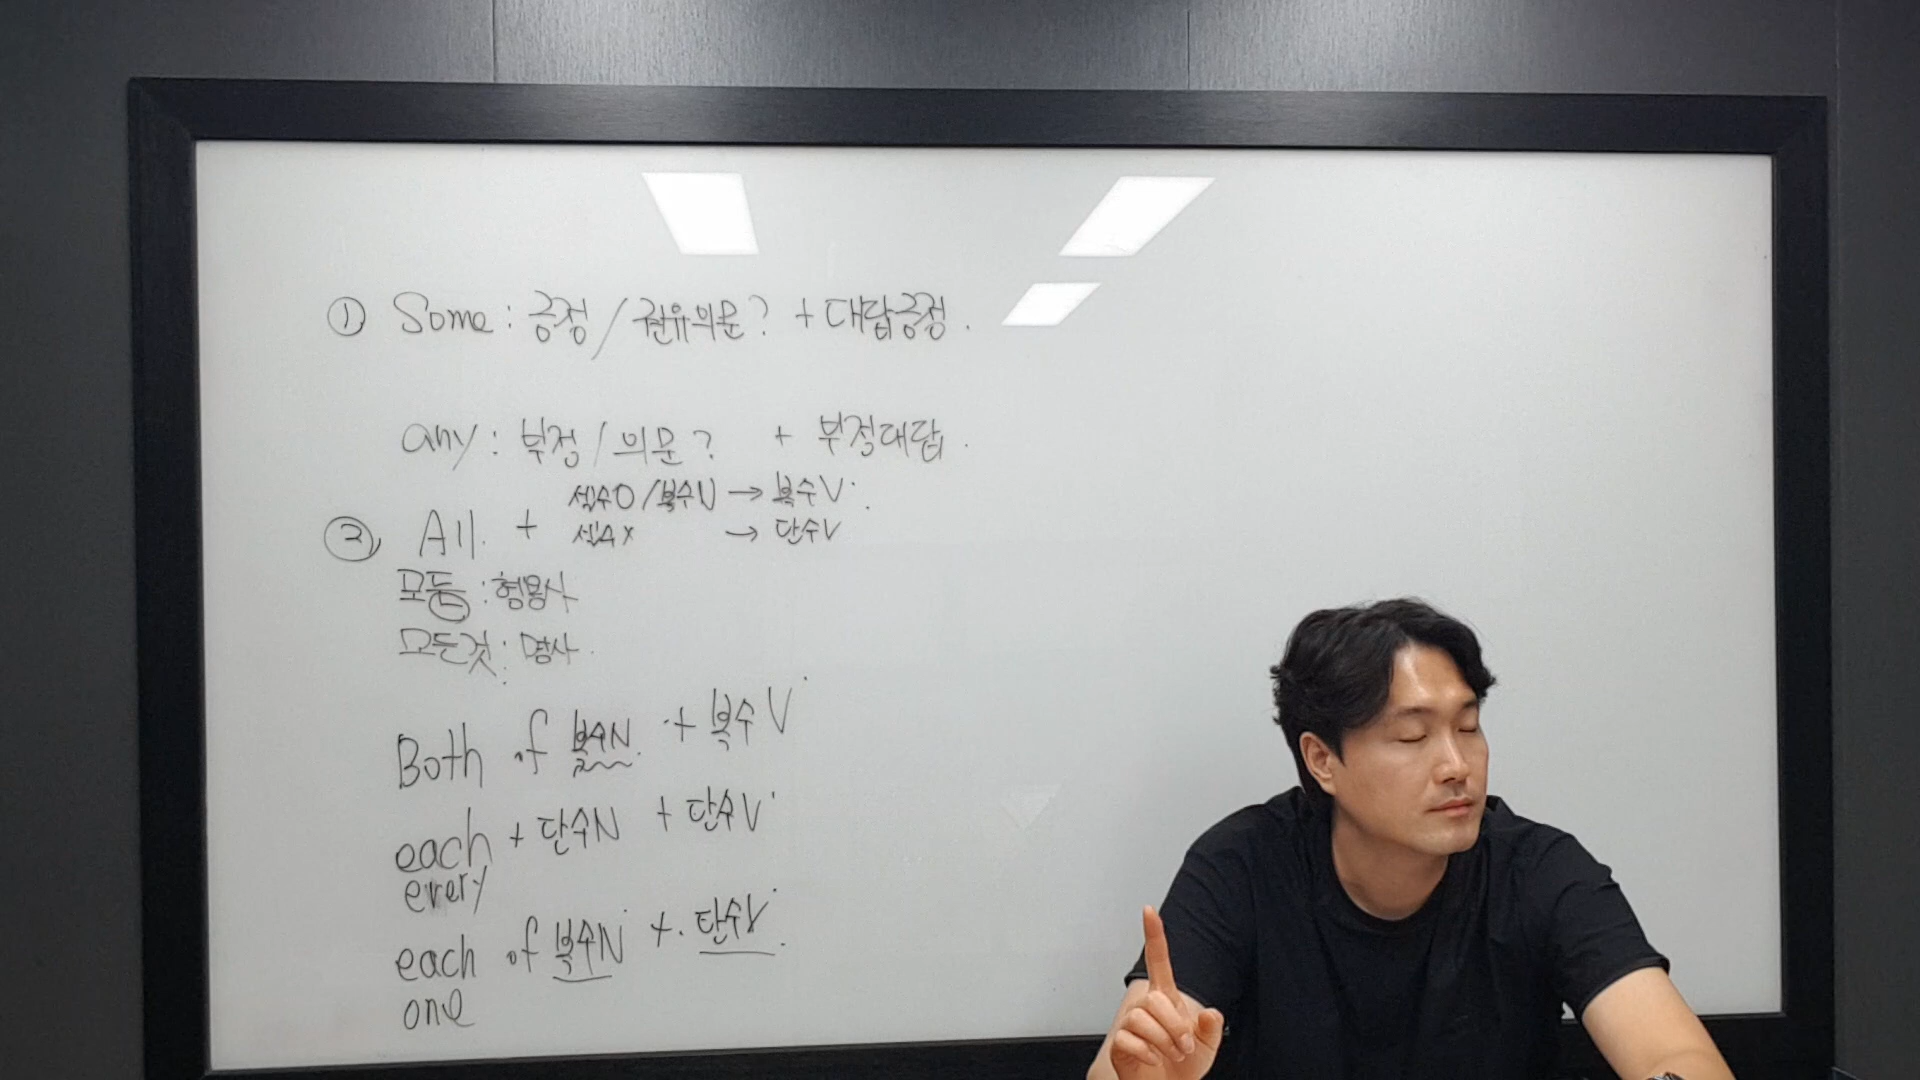 ① Some : 긍정 / 권유의문? + 대답긍정.
any : 부정 / 의문? + 부정대답.
셀수O / 복수N → 복수V.
② All. +
셀수X → 단수V
모든 : 형용사
모든것 : 명사.
Both of 복수N. + 복수V
each + 단수N + 단수V
every
each of 복수N + 단수V.
one